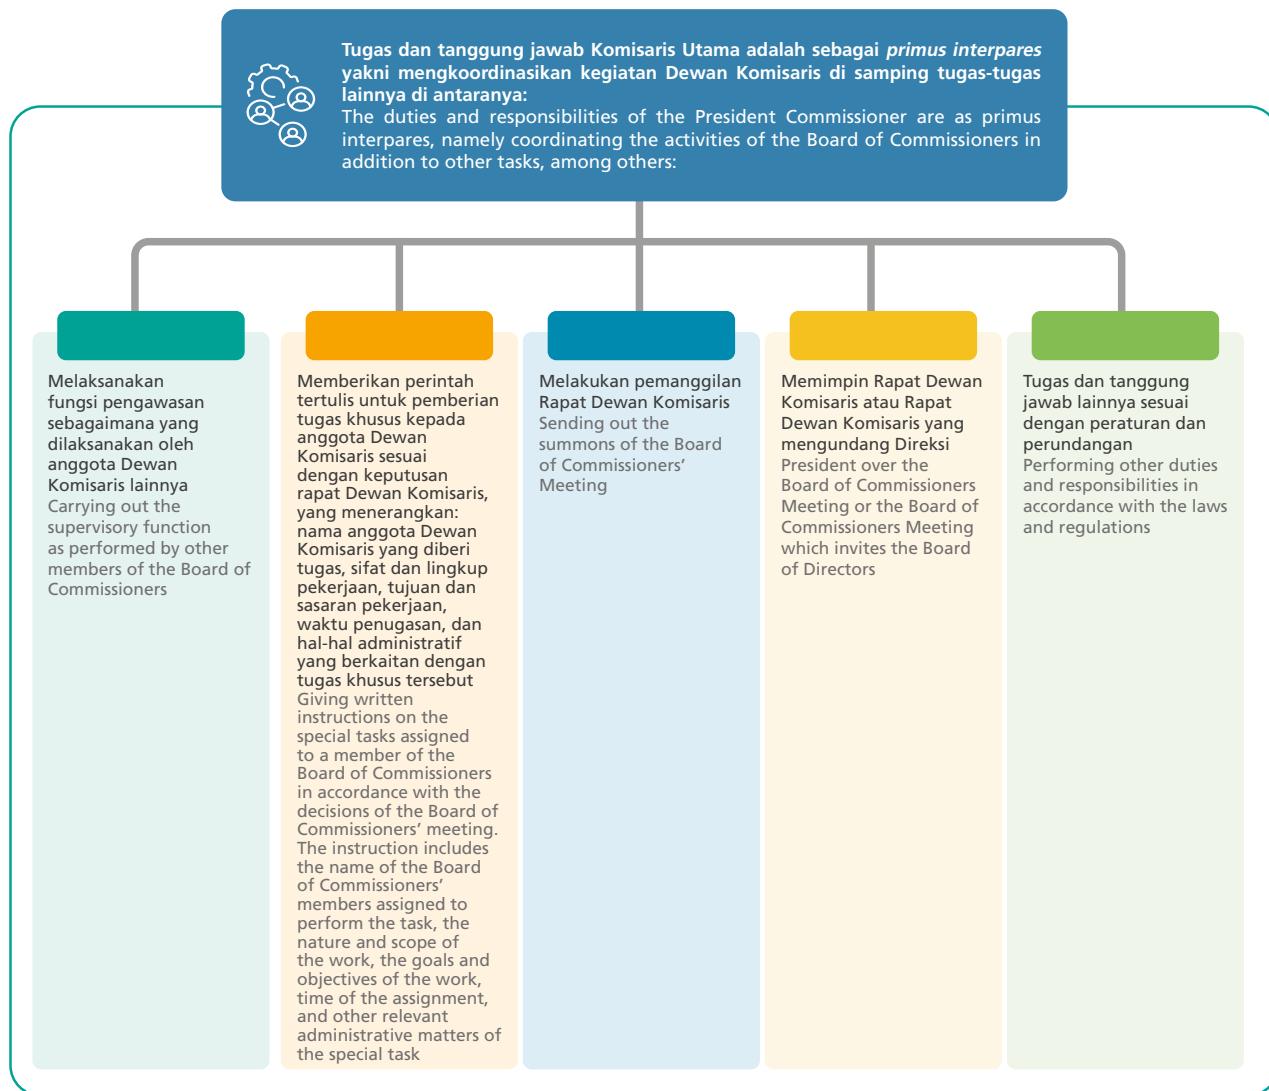 Tugas dan tanggung jawab Komisaris Utama adalah sebagai primus interpares
yakni mengkoordinasikan kegiatan Dewan Komisaris di samping tugas-tugas
lainnya di antaranya:
The duties and responsibilities of the President Commissioner are as primus
interpares, namely coordinating the activities of the Board of Commissioners in
addition to other tasks, among others:
Melaksanakan
fungsi pengawasan
sebagaimana yang
dilaksanakan oleh
anggota Dewan
Komisaris lainnya
Carrying out the
supervisory function
as performed by other
members of the Board of
Commissioners
Memberikan perintah
tertulis untuk pemberian
tugas khusus kepada
anggota Dewan
Komisaris sesuai
dengan keputusan
rapat Dewan Komisaris,
yang menerangkan:
nama anggota Dewan
Komisaris yang diberi
tugas, sifat dan lingkup
pekerjaan, tujuan dan
sasaran pekerjaan,
waktu penugasan, dan
hal-hal administratif
yang berkaitan dengan
tugas khusus tersebut
Giving written
instructions on the
special tasks assigned
to a member of the
Board of Commissioners
in accordance with the
decisions of the Board of
Commissioners’ meeting.
The instruction includes
the name of the Board
of Commissioners’
members assigned to
perform the task, the
nature and scope of
the work, the goals and
objectives of the work,
time of the assignment,
and other relevant
administrative matters of
the special task
Melakukan pemanggilan
Rapat Dewan Komisaris
Sending out the
summons of the Board
of Commissioners’
Meeting
Memimpin Rapat Dewan
Komisaris atau Rapat
Dewan Komisaris yang
mengundang Direksi
President over the
Board of Commissioners
Meeting or the Board of
Commissioners Meeting
which invites the Board
of Directors
Tugas dan tanggung
jawab lainnya sesuai
dengan peraturan dan
perundangan
Performing other duties
and responsibilities in
accordance with the laws
and regulations